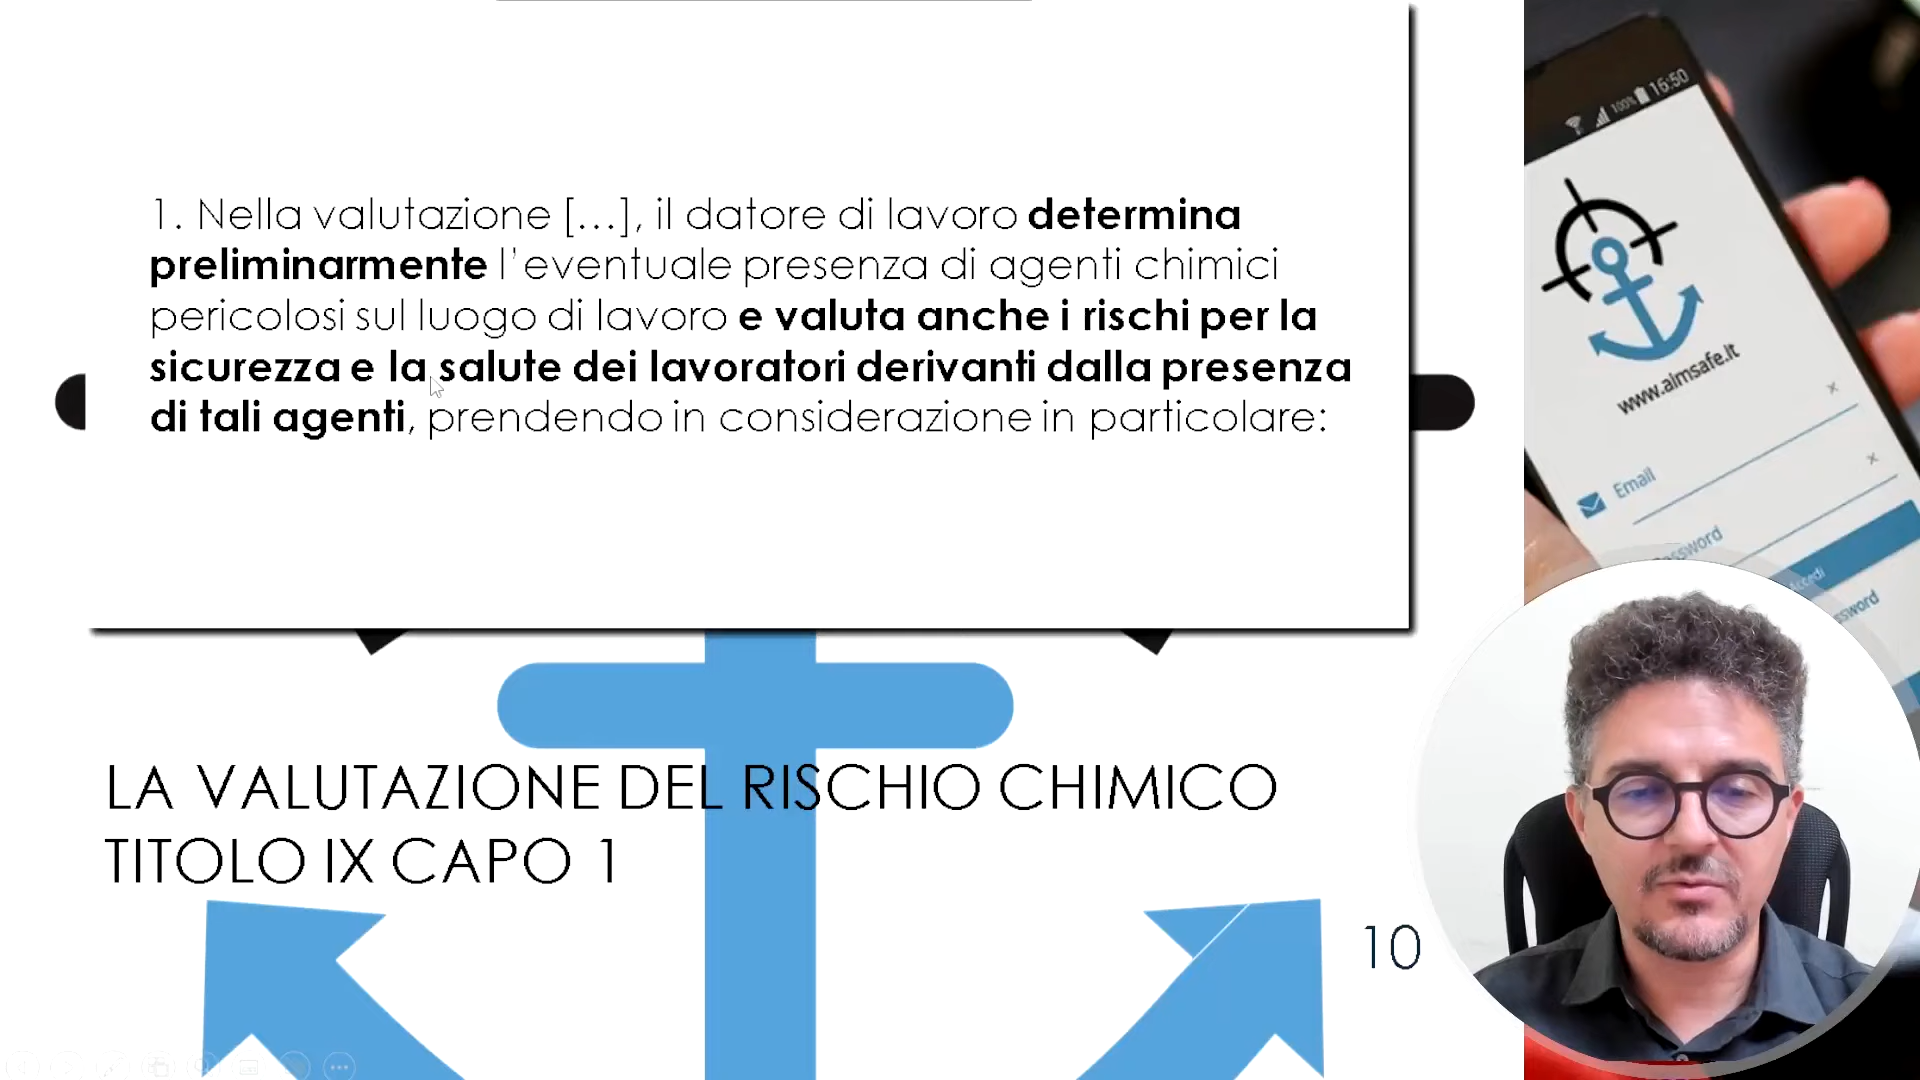 1. Nella valutazione [...], il datore di lavoro determina
preliminarmente l'eventuale presenza di agenti chimici
pericolosi sul luogo di lavoro e valuta anche i rischi per la
sicurezza e la salute dei lavoratori derivanti dalla presenza
di tali agenti, prendendo in considerazione in particolare:
LA VALUTAZIONE DEL RISCHIO CHIMICO
TITOLO IX CAPO 1
10
100% 16:50
www.aimsafe.it
Email
Accedi